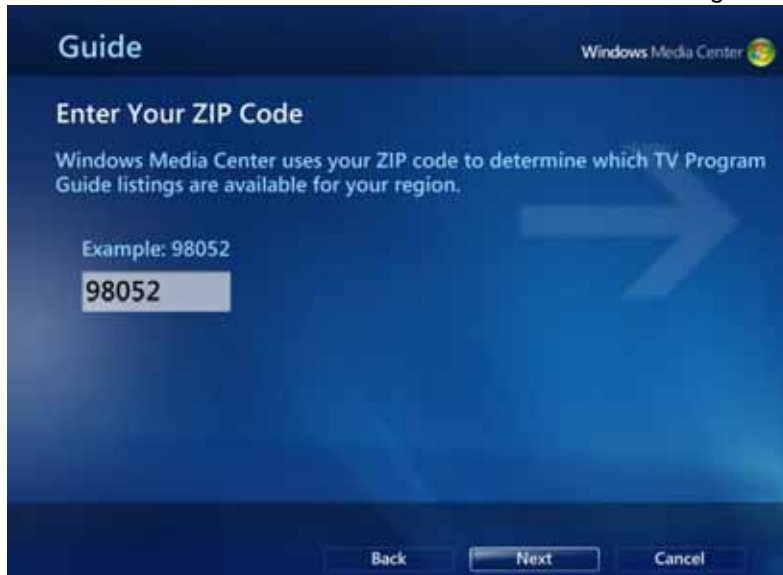 Guide
Windows Media Center
Enter Your ZIP Code
Windows Media Center uses your ZIP code to determine which TV Program
Guide listings are available for your region.
Example: 98052
98052
Back Next Cancel